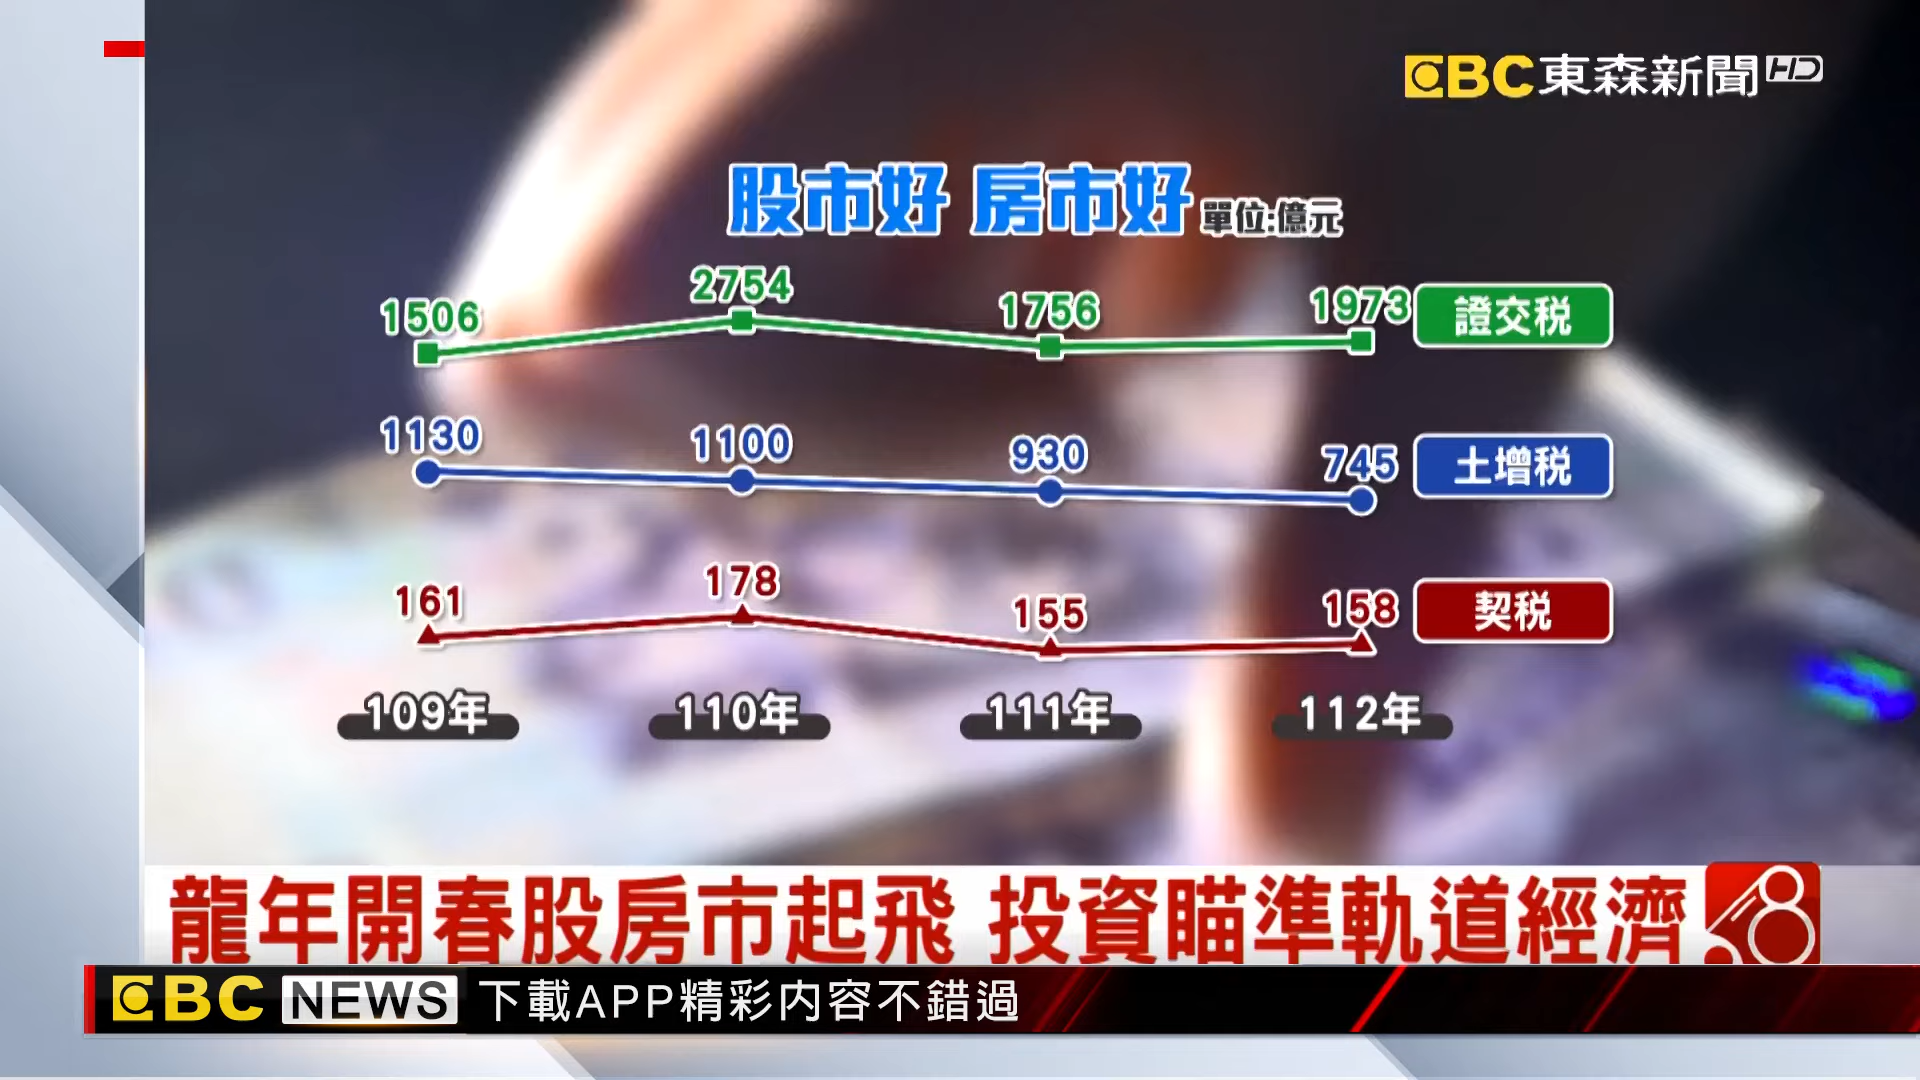 EBC東森新聞HD
股市好 房市好 單位:億元
1506 2754 1756 1973 證交税
1130 1100 930 745 土增税
161 178 155 158 契税
109年 110年 111年 112年
龍年開春股房市起飛 投資瞄準軌道經濟
EBC NEWS 下載APP精彩内容不錯過